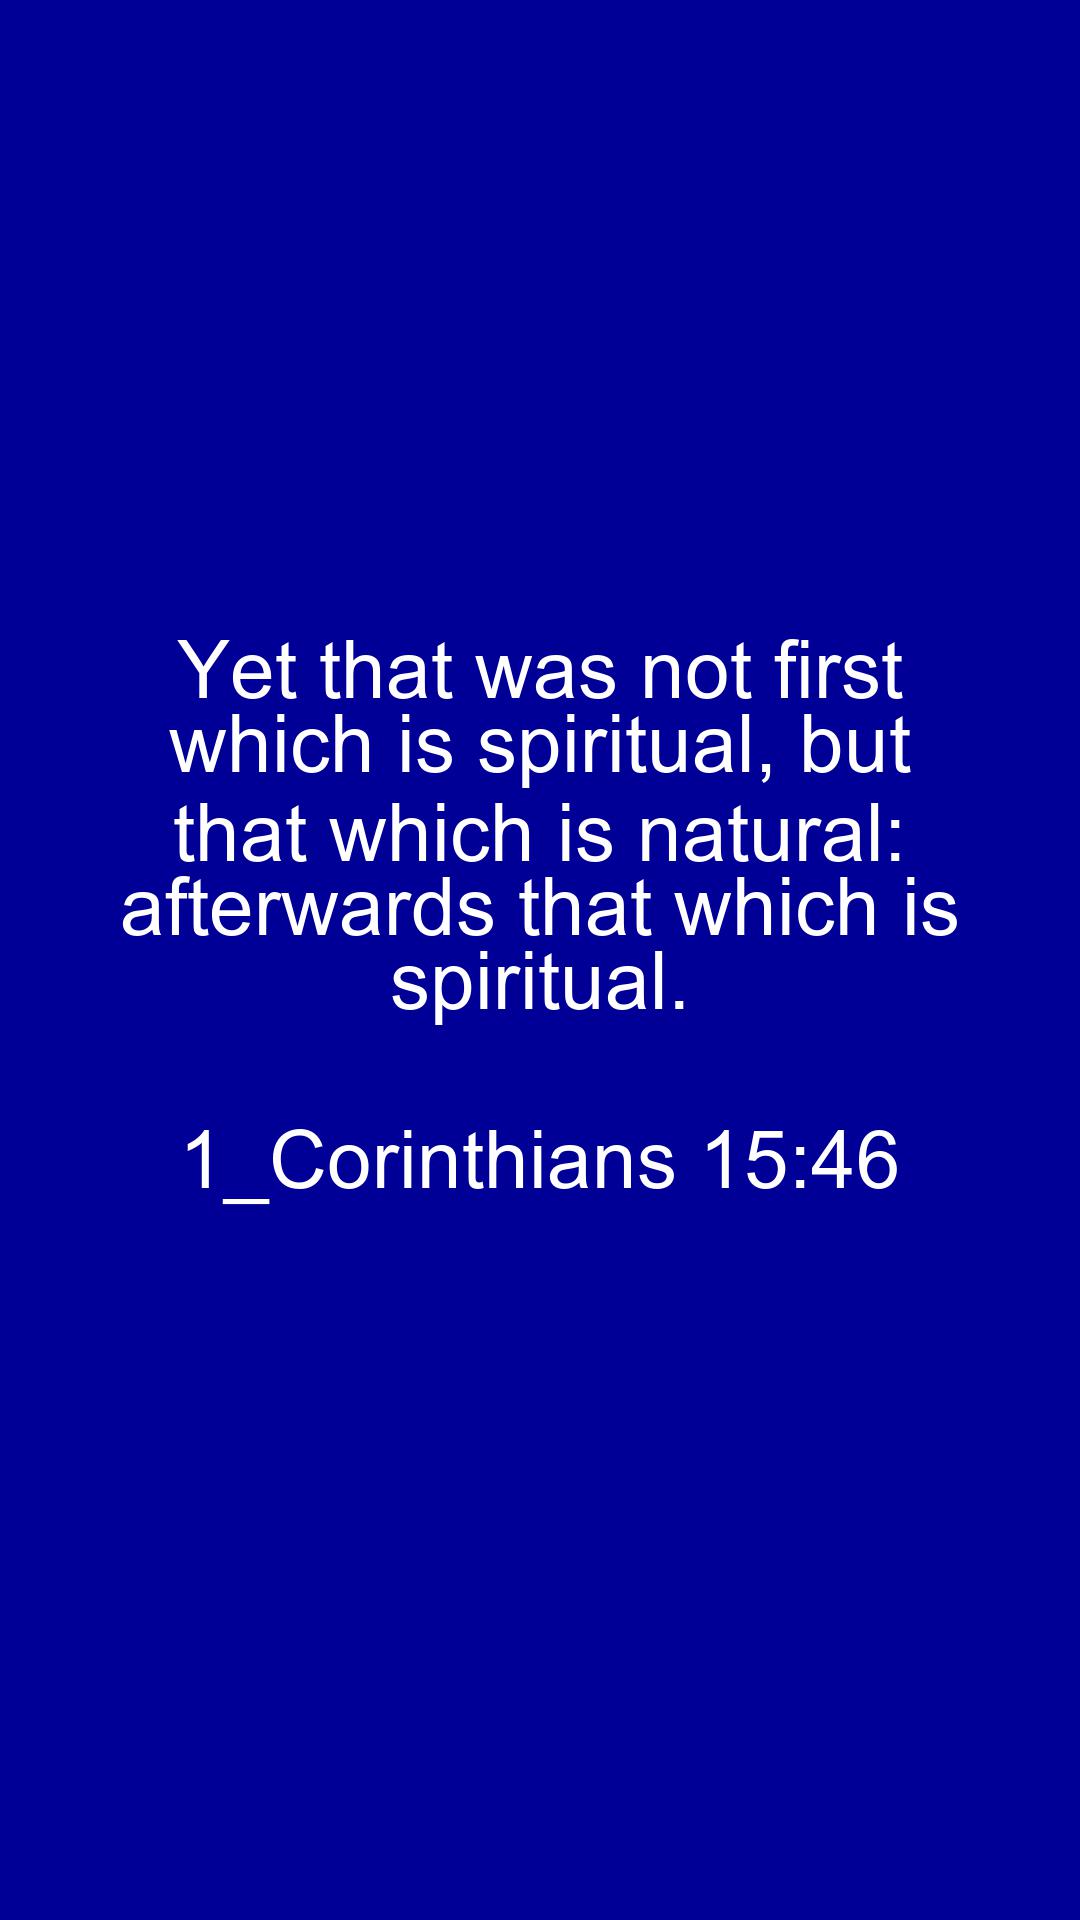 Yet that was not first
which is spiritual, but
that which is natural:
afterwards that which is
spiritual.
1_Corinthians 15:46